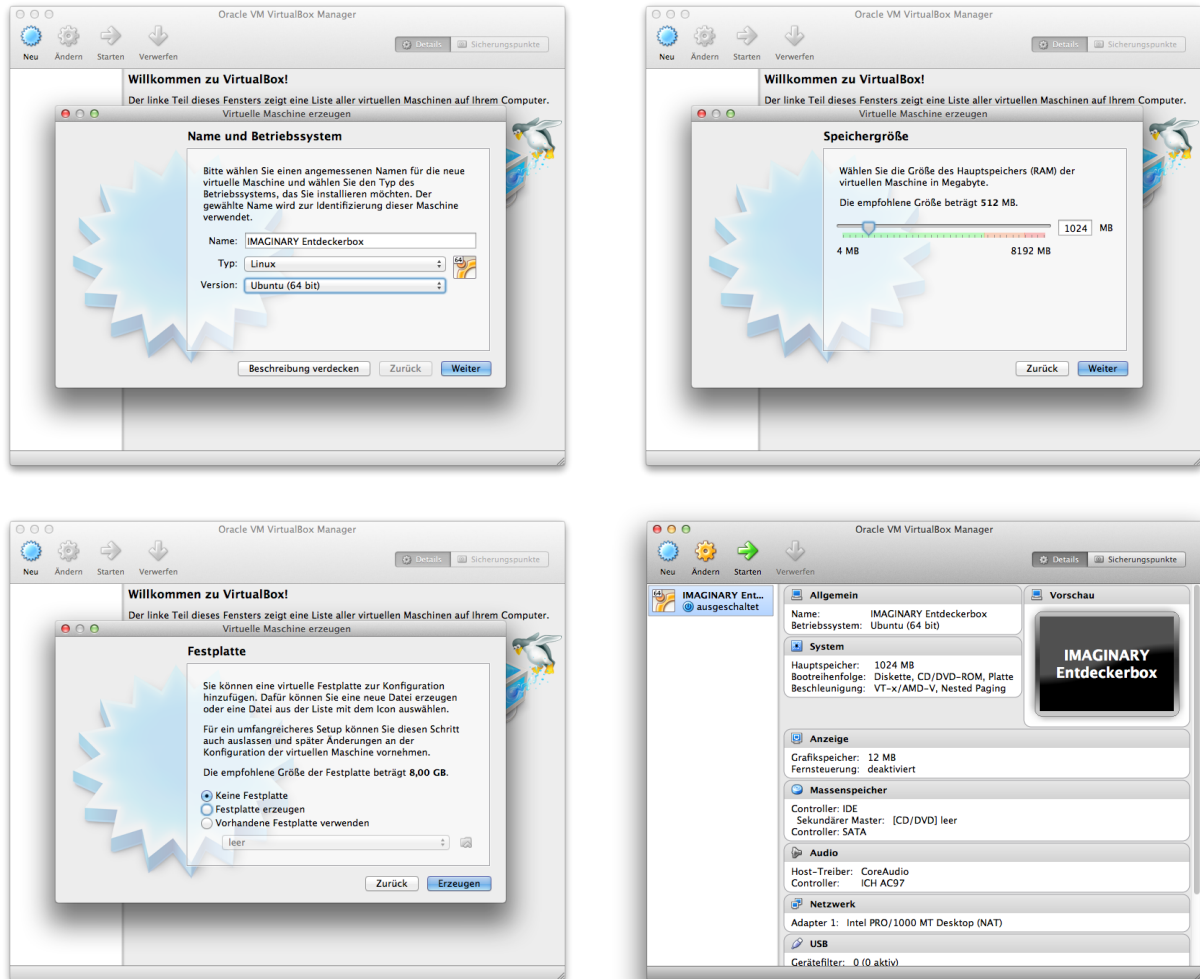 Oracle VM VirtualBox Manager
Neu Ändern Starten Verwerfen
Details Sicherungspunkte
Willkommen zu VirtualBox!
Der linke Teil dieses Fensters zeigt eine Liste aller virtuellen Maschinen auf Ihrem Computer.
Virtuelle Maschine erzeugen
Name und Betriebssystem
Bitte wählen Sie einen angemessenen Namen für die neue
virtuelle Maschine und wählen Sie den Typ des
Betriebssystems, das Sie installieren möchten. Der
gewählte Name wird zur Identifizierung dieser Maschine
verwendet.
Name: IMAGINARY Entdeckerbox
Typ: Linux
64
Version: Ubuntu (64 bit)
Beschreibung verdecken Zurück Weiter
Oracle VM VirtualBox Manager
Neu Ändern Starten Verwerfen
Details Sicherungspunkte
Willkommen zu VirtualBox!
Der linke Teil dieses Fensters zeigt eine Liste aller virtuellen Maschinen auf Ihrem Computer.
Virtuelle Maschine erzeugen
Speichergröße
Wählen Sie die Größe des Hauptspeichers (RAM) der
virtuellen Maschine in Megabyte.
Die empfohlene Größe beträgt 512 MB.
1024 MB
4 MB 8192 MB
Zurück Weiter
Oracle VM VirtualBox Manager
Neu Ändern Starten Verwerfen
Details Sicherungspunkte
Willkommen zu VirtualBox!
Der linke Teil dieses Fensters zeigt eine Liste aller virtuellen Maschinen auf Ihrem Computer.
Virtuelle Maschine erzeugen
Festplatte
Sie können eine virtuelle Festplatte zur Konfiguration
hinzufügen. Dafür können Sie eine neue Datei erzeugen
oder eine Datei aus der Liste mit dem Icon auswählen.
Für ein umfangreicheres Setup können Sie diesen Schritt
auch auslassen und später Änderungen an der
Konfiguration der virtuellen Maschine vornehmen.
Die empfohlene Größe der Festplatte beträgt 8,00 GB.
Keine Festplatte
Festplatte erzeugen
Vorhandene Festplatte verwenden
leer
Zurück Erzeugen
Oracle VM VirtualBox Manager
Neu Ändern Starten Verwerfen
Details Sicherungspunkte
64
IMAGINARY Ent...
ausgeschaltet
Allgemein
Name: IMAGINARY Entdeckerbox
Betriebssystem: Ubuntu (64 bit)
System
Hauptspeicher: 1024 MB
Bootreihenfolge: Diskette, CD/DVD-ROM, Platte
Beschleunigung: VT-x/AMD-V, Nested Paging
Vorschau
IMAGINARY
Entdeckerbox
Anzeige
Grafikspeicher: 12 MB
Fernsteuerung: deaktiviert
Massenspeicher
Controller: IDE
Sekundärer Master: [CD/DVD] leer
Controller: SATA
Audio
Host-Treiber: CoreAudio
Controller: ICH AC97
Netzwerk
Adapter 1: Intel PRO/1000 MT Desktop (NAT)
USB
Gerätefilter: 0 (0 aktiv)